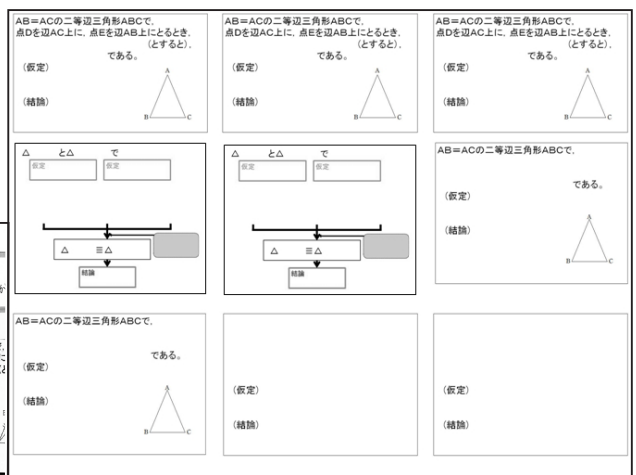 AB=ACの二等辺三角形ABCで,
点Dを辺AC上に, 点Eを辺AB上にとるとき,
(とすると),
である。
(仮定)
(結論)
A
B
C
AB=ACの二等辺三角形ABCで,
点Dを辺AC上に, 点Eを辺AB上にとるとき,
(とすると),
である。
(仮定)
(結論)
A
B
C
AB=ACの二等辺三角形ABCで,
点Dを辺AC上に, 点Eを辺AB上にとるとき,
(とすると),
である。
(仮定)
(結論)
A
B
C
△ と△ で
仮定 仮定
△ ≡△
結論
△ と△ で
仮定 仮定
△ ≡△
結論
AB=ACの二等辺三角形ABCで,
である。
(仮定)
(結論)
A
B
C
AB=ACの二等辺三角形ABCで,
である。
(仮定)
(結論)
A
B
C
(仮定)
(結論)
(仮定)
(結論)